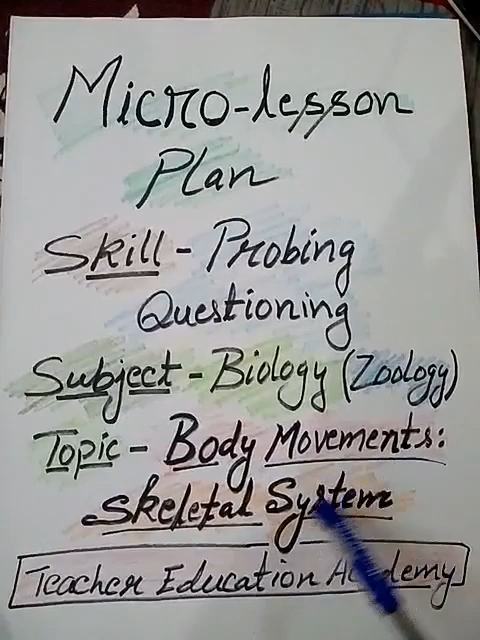 Micro-lesson
Plan
Skill - Probing
Questioning
Subject - Biology (Zoology)
Topic - Body Movements:
Skeletal System
Teacher Education Academy